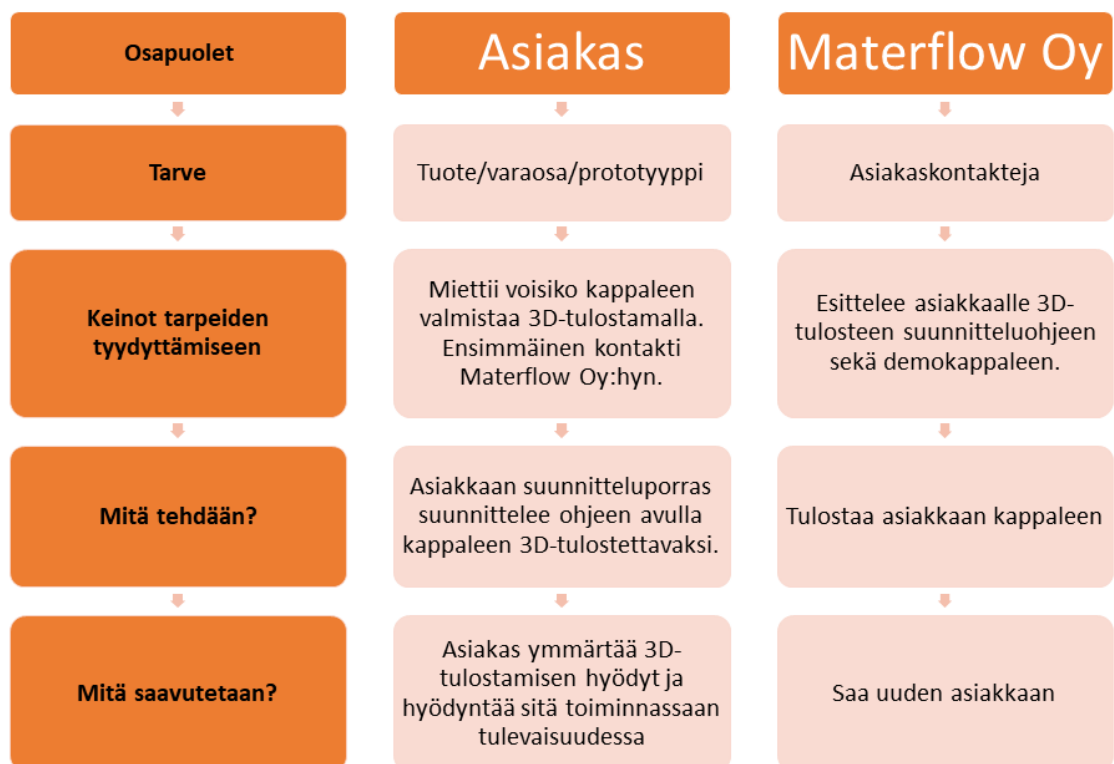 Osapuolet
Asiakas
Materflow Oy
Tarve
Tuote/varaosa/prototyyppi
Asiakaskontakteja
Keinot tarpeiden
tyydyttämiseen
Miettii voisiko kappaleen
valmistaa 3D-tulostamalla.
Ensimmäinen kontakti
Materflow Oy:hyn.
Esittelee asiakkaalle 3D-
tulosteen suunnitteluohjeen
sekä demokappaleen.
Mitä tehdään?
Asiakkaan suunnitteluporras
suunnittelee ohjeen avulla
kappaleen 3D-tulostettavaksi.
Tulostaa asiakkaan kappaleen
Mitä saavutetaan?
Asiakas ymmärtää 3D-
tulostamisen hyödyt ja
hyödyntää sitä toiminnassaan
tulevaisuudessa
Saa uuden asiakkaan